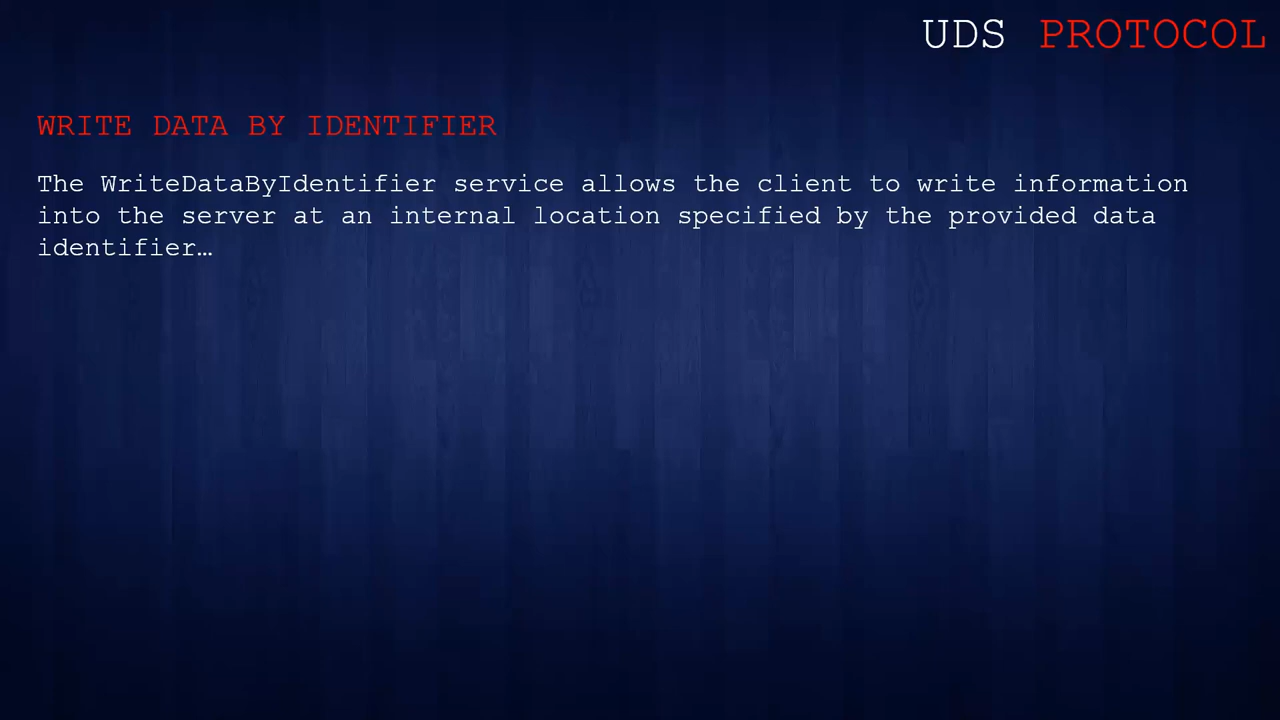 UDS PROTOCOL
WRITE DATA BY IDENTIFIER
The WriteDataByIdentifier service allows the client to write information
into the server at an internal location specified by the provided data
identifier…